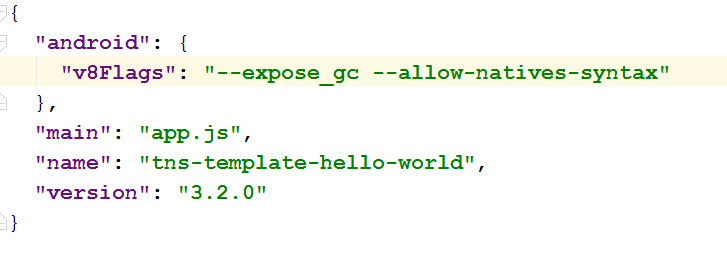 {
"android": {
"v8Flags": "--expose_gc --allow-natives-syntax"
},
"main": "app.js",
"name": "tns-template-hello-world",
"version": "3.2.0"
}